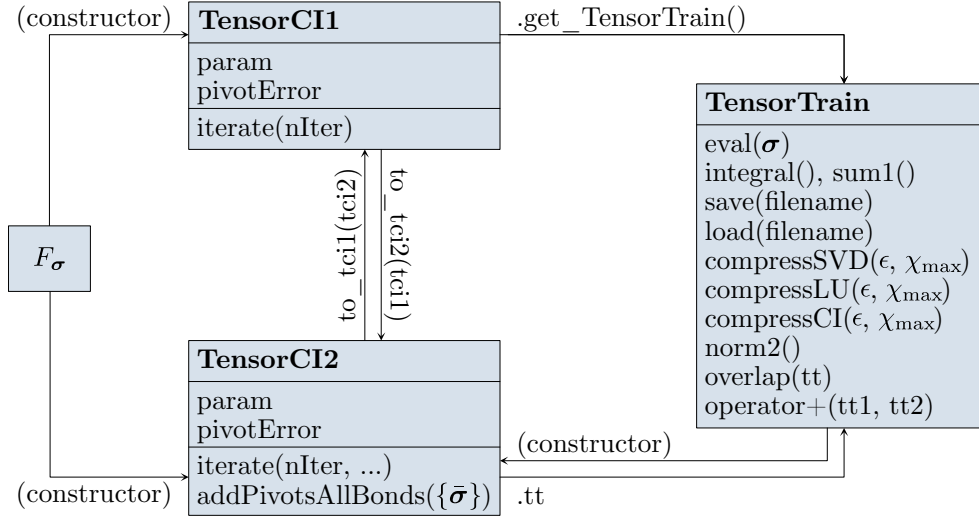 (constructor)
TensorCI1
param
pivotError
iterate(nIter)
.get_TensorTrain()
TensorTrain
eval(σ)
integral(), sum1()
save(filename)
load(filename)
compressSVD(ϵ, χmax)
compressLU(ϵ, χmax)
compressCI(ϵ, χmax)
norm2()
overlap(tt)
operator+(tt1, tt2)
to_tci1(tci2)
to_tci2(tci1)
Fσ
TensorCI2
param
pivotError
iterate(nIter, ...)
addPivotsAllBonds({σ̄})
(constructor)
(constructor)
.tt